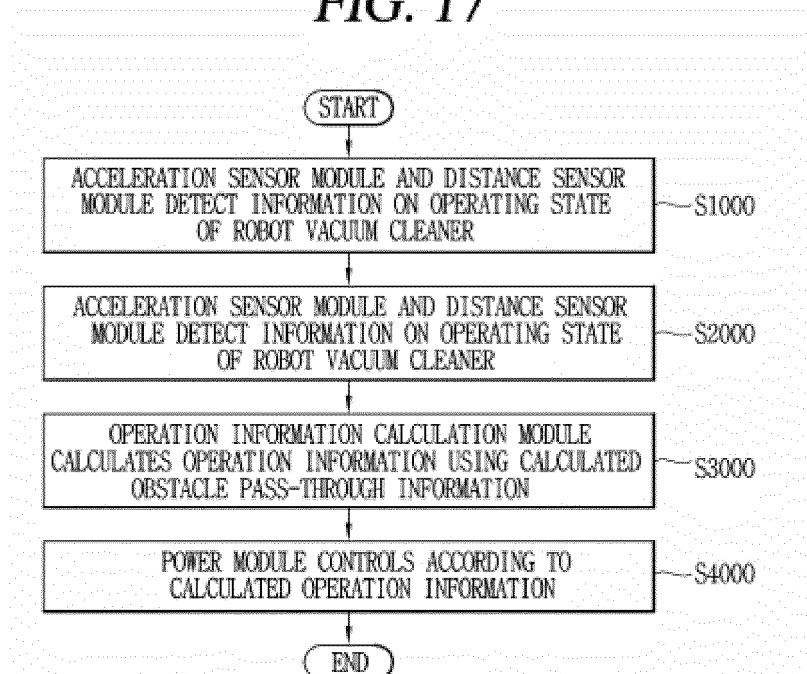 FIG. 17
START
ACCELERATION SENSOR MODULE AND DISTANCE SENSOR
MODULE DETECT INFORMATION ON OPERATING STATE
OF ROBOT VACUUM CLEANER
S1000
ACCELERATION SENSOR MODULE AND DISTANCE SENSOR
MODULE DETECT INFORMATION ON OPERATING STATE
OF ROBOT VACUUM CLEANER
S2000
OPERATION INFORMATION CALCULATION MODULE
CALCULATES OPERATION INFORMATION USING CALCULATED
OBSTACLE PASS-THROUGH INFORMATION
S3000
POWER MODULE CONTROLS ACCORDING TO
CALCULATED OPERATION INFORMATION
S4000
END